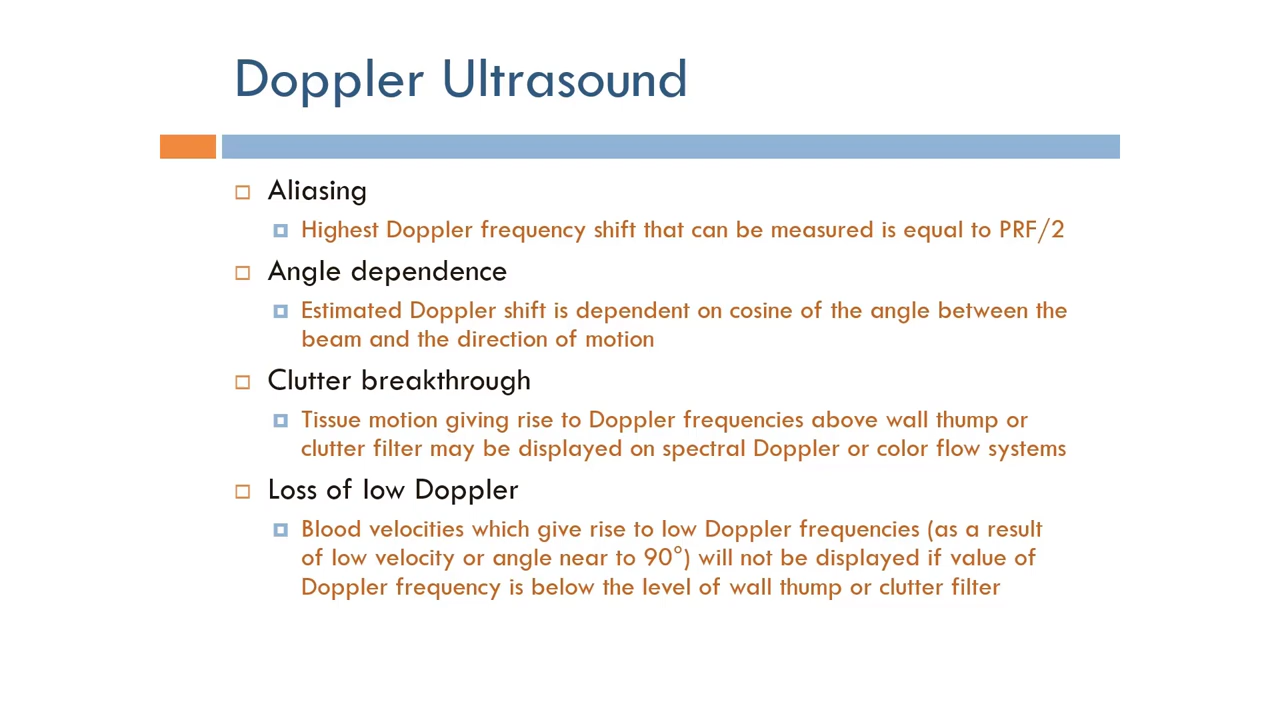 Doppler Ultrasound
Aliasing
Highest Doppler frequency shift that can be measured is equal to PRF/2
Angle dependence
Estimated Doppler shift is dependent on cosine of the angle between the
beam and the direction of motion
Clutter breakthrough
Tissue motion giving rise to Doppler frequencies above wall thump or
clutter filter may be displayed on spectral Doppler or color flow systems
Loss of low Doppler
Blood velocities which give rise to low Doppler frequencies (as a result
of low velocity or angle near to 90°) will not be displayed if value of
Doppler frequency is below the level of wall thump or clutter filter